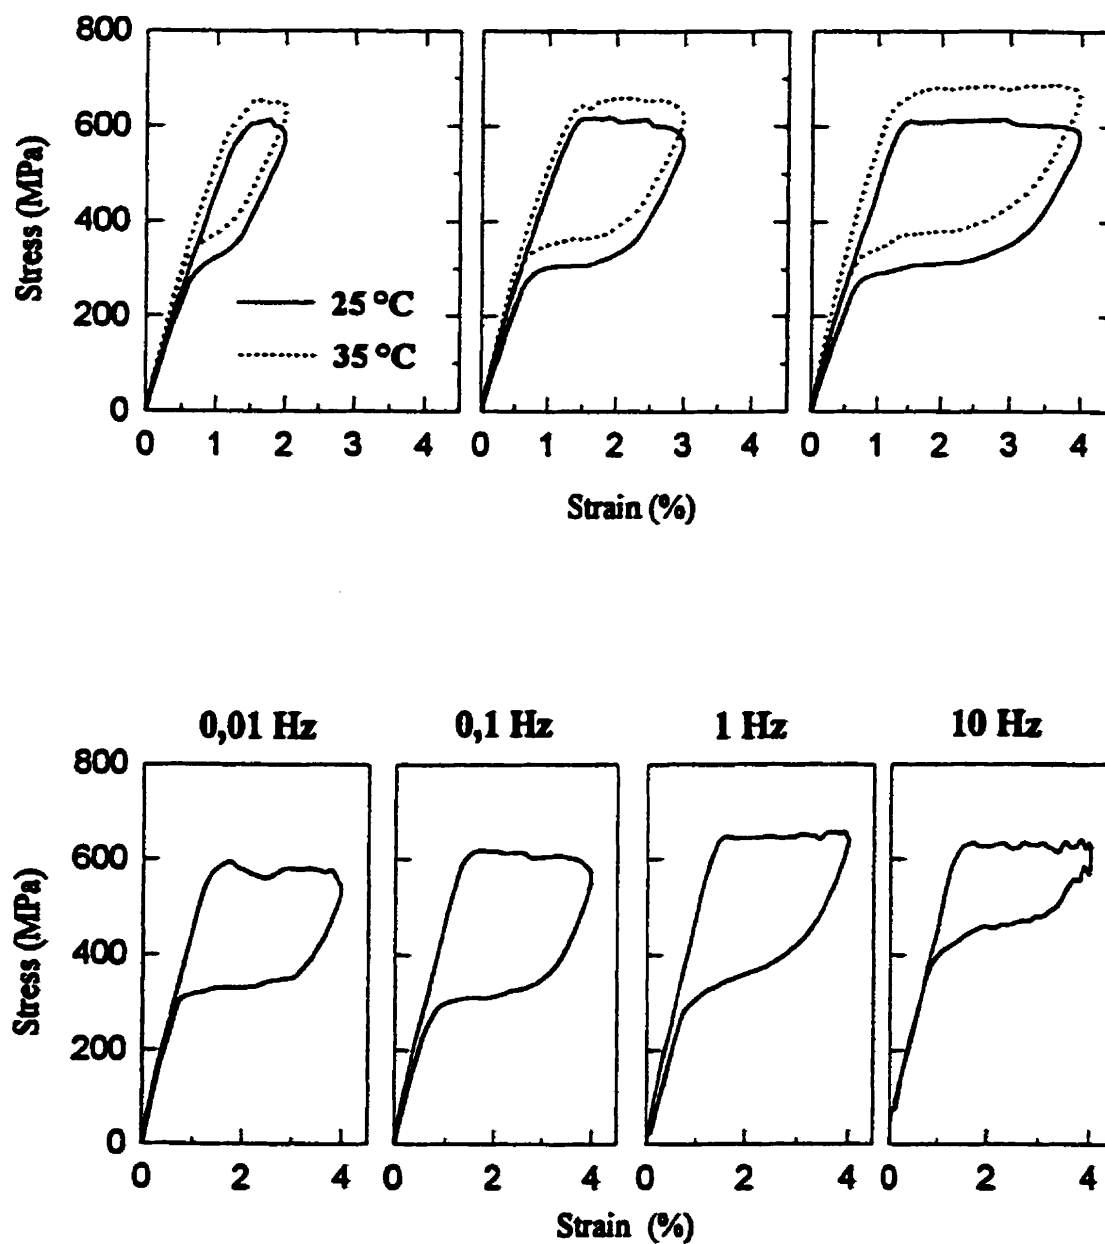 800
600
400
200
0
Stress (MPa)
25 °C
35 °C
0 1 2 3 4 0 1 2 3 4 0 1 2 3 4
Strain (%)
0,01 Hz 0,1 Hz 1 Hz 10 Hz
800
600
400
200
0
Stress (MPa)
0 2 4 0 2 4 0 2 4 0 2 4
Strain (%)